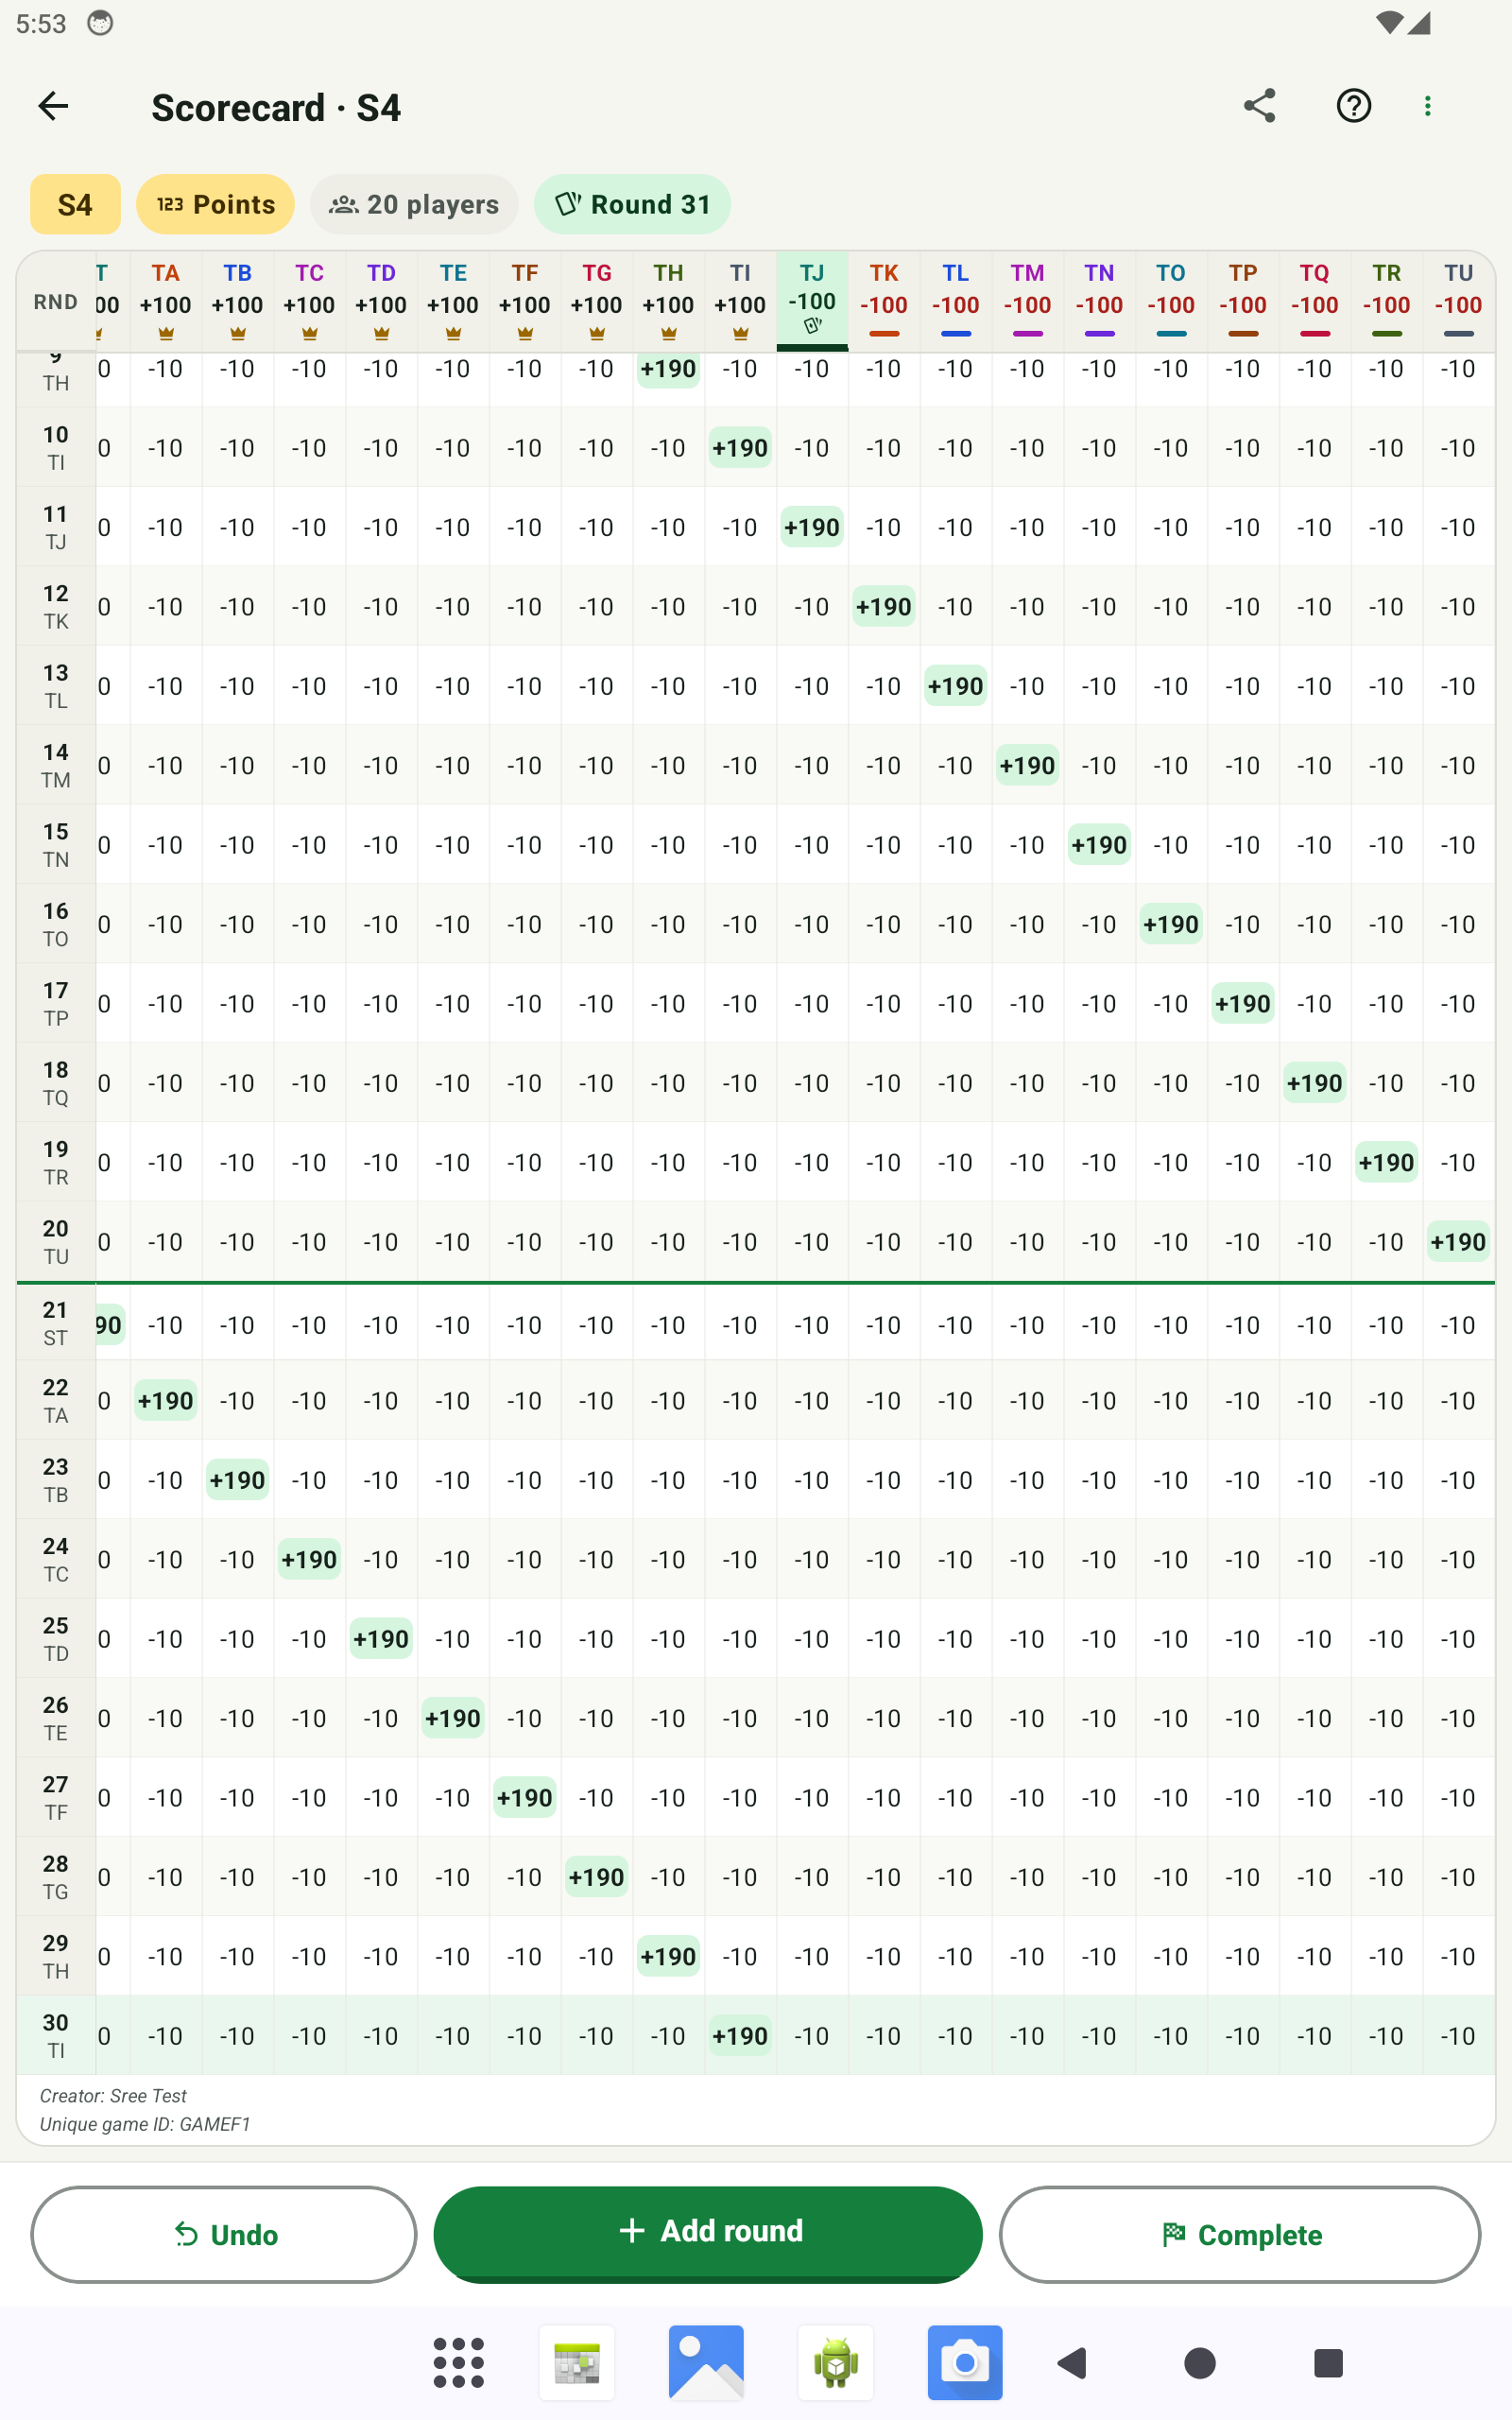 5:53
Scorecard · S4
S4 123 Points 20 players Round 31
RND T TA TB TC TD TE TF TG TH TI TJ TK TL TM TN TO TP TQ TR TU
00 +100 +100 +100 +100 +100 +100 +100 +100 +100 -100 -100 -100 -100 -100 -100 -100 -100 -100 -100
9 0 -10 -10 -10 -10 -10 -10 -10 +190 -10 -10 -10 -10 -10 -10 -10 -10 -10 -10 -10
TH
10 0 -10 -10 -10 -10 -10 -10 -10 -10 +190 -10 -10 -10 -10 -10 -10 -10 -10 -10 -10
TI
11 0 -10 -10 -10 -10 -10 -10 -10 -10 -10 +190 -10 -10 -10 -10 -10 -10 -10 -10 -10
TJ
12 0 -10 -10 -10 -10 -10 -10 -10 -10 -10 -10 +190 -10 -10 -10 -10 -10 -10 -10 -10
TK
13 0 -10 -10 -10 -10 -10 -10 -10 -10 -10 -10 -10 +190 -10 -10 -10 -10 -10 -10 -10
TL
14 0 -10 -10 -10 -10 -10 -10 -10 -10 -10 -10 -10 -10 +190 -10 -10 -10 -10 -10 -10
TM
15 0 -10 -10 -10 -10 -10 -10 -10 -10 -10 -10 -10 -10 -10 +190 -10 -10 -10 -10 -10
TN
16 0 -10 -10 -10 -10 -10 -10 -10 -10 -10 -10 -10 -10 -10 -10 +190 -10 -10 -10 -10
TO
17 0 -10 -10 -10 -10 -10 -10 -10 -10 -10 -10 -10 -10 -10 -10 -10 +190 -10 -10 -10
TP
18 0 -10 -10 -10 -10 -10 -10 -10 -10 -10 -10 -10 -10 -10 -10 -10 -10 +190 -10 -10
TQ
19 0 -10 -10 -10 -10 -10 -10 -10 -10 -10 -10 -10 -10 -10 -10 -10 -10 -10 +190 -10
TR
20 0 -10 -10 -10 -10 -10 -10 -10 -10 -10 -10 -10 -10 -10 -10 -10 -10 -10 -10 +190
TU
21 90 -10 -10 -10 -10 -10 -10 -10 -10 -10 -10 -10 -10 -10 -10 -10 -10 -10 -10 -10
ST
22 0 +190 -10 -10 -10 -10 -10 -10 -10 -10 -10 -10 -10 -10 -10 -10 -10 -10 -10 -10
TA
23 0 -10 +190 -10 -10 -10 -10 -10 -10 -10 -10 -10 -10 -10 -10 -10 -10 -10 -10 -10
TB
24 0 -10 -10 +190 -10 -10 -10 -10 -10 -10 -10 -10 -10 -10 -10 -10 -10 -10 -10 -10
TC
25 0 -10 -10 -10 +190 -10 -10 -10 -10 -10 -10 -10 -10 -10 -10 -10 -10 -10 -10 -10
TD
26 0 -10 -10 -10 -10 +190 -10 -10 -10 -10 -10 -10 -10 -10 -10 -10 -10 -10 -10 -10
TE
27 0 -10 -10 -10 -10 -10 +190 -10 -10 -10 -10 -10 -10 -10 -10 -10 -10 -10 -10 -10
TF
28 0 -10 -10 -10 -10 -10 -10 +190 -10 -10 -10 -10 -10 -10 -10 -10 -10 -10 -10 -10
TG
29 0 -10 -10 -10 -10 -10 -10 -10 +190 -10 -10 -10 -10 -10 -10 -10 -10 -10 -10 -10
TH
30 0 -10 -10 -10 -10 -10 -10 -10 -10 +190 -10 -10 -10 -10 -10 -10 -10 -10 -10 -10
TI
Creator: Sree Test
Unique game ID: GAMEF1
Undo Add round Complete